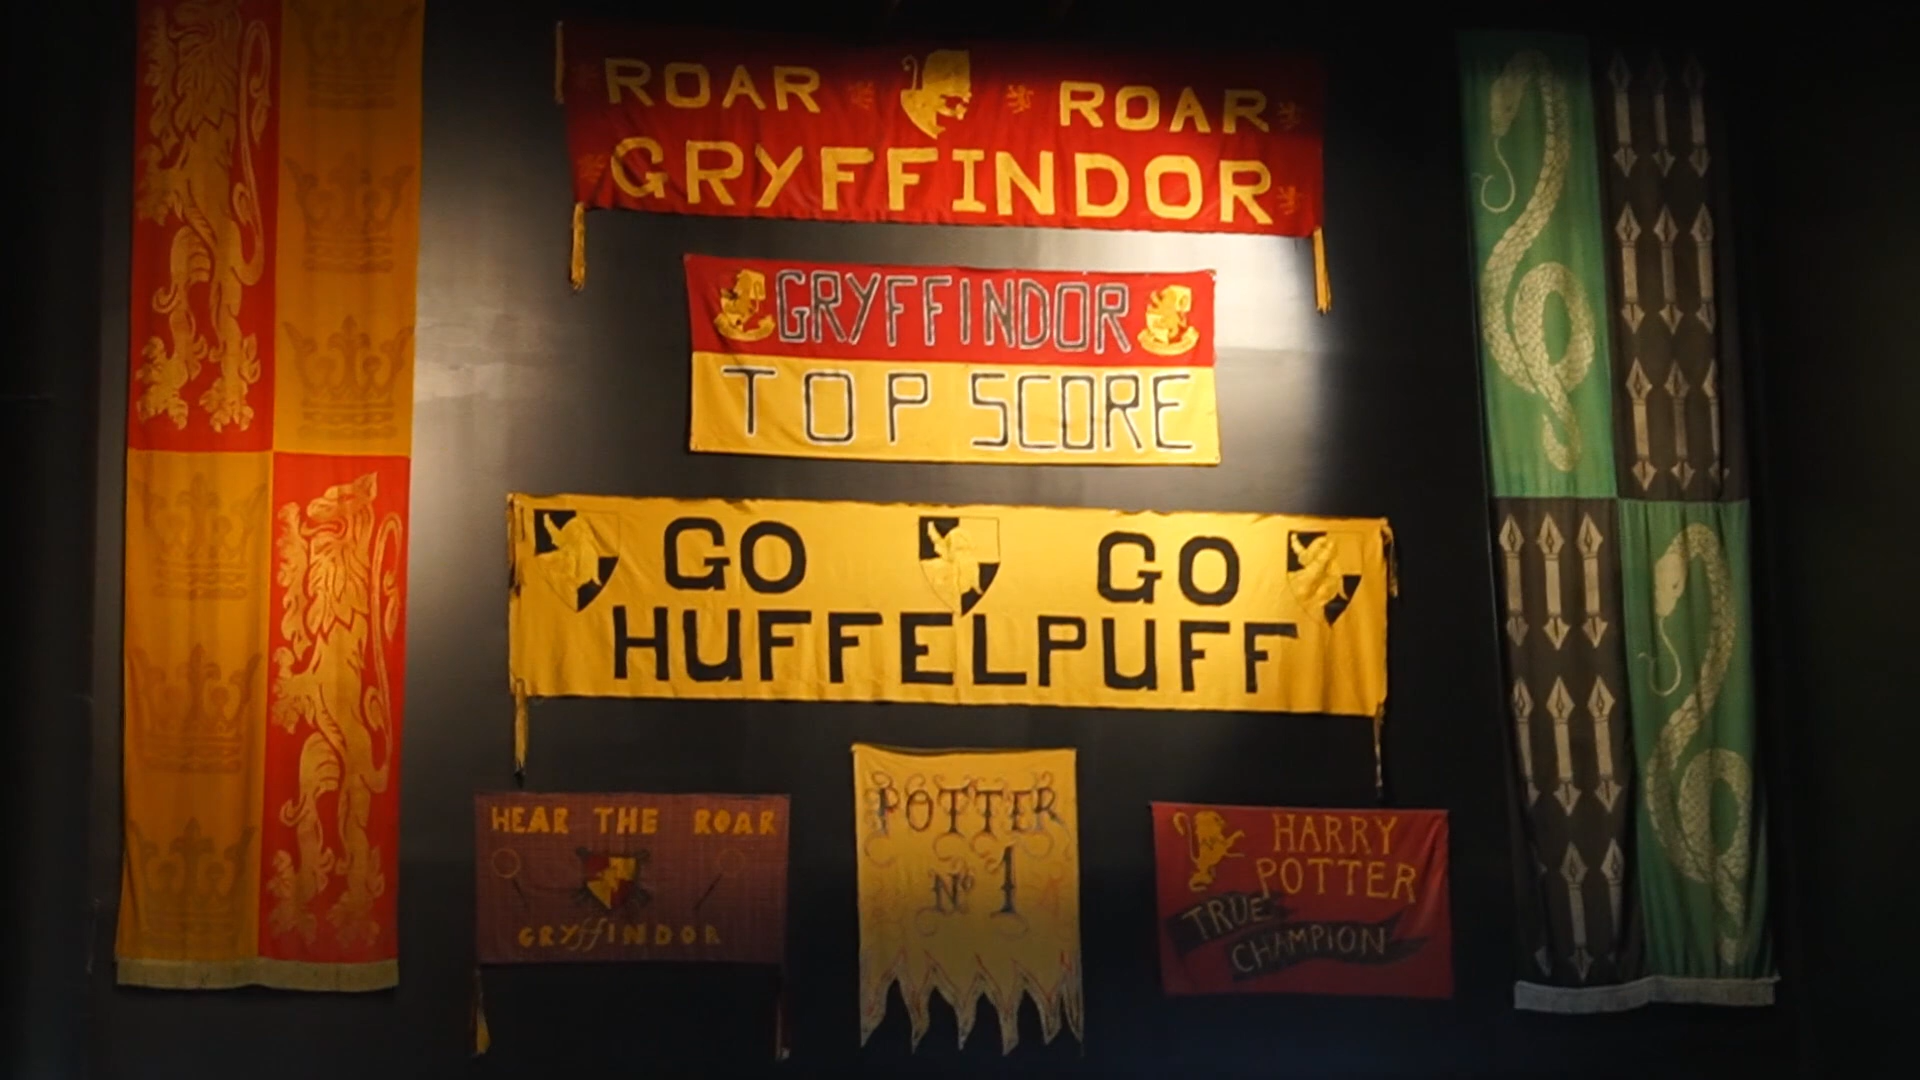 ROAR ROAR
GRYFFINDOR
GRYFFINDOR
TOP SCORE
GO GO
HUFFELPUFF
HEAR THE ROAR
GRYffINDOR
POTTER
Nº 1
HARRY
POTTER
TRUE
CHAMPION